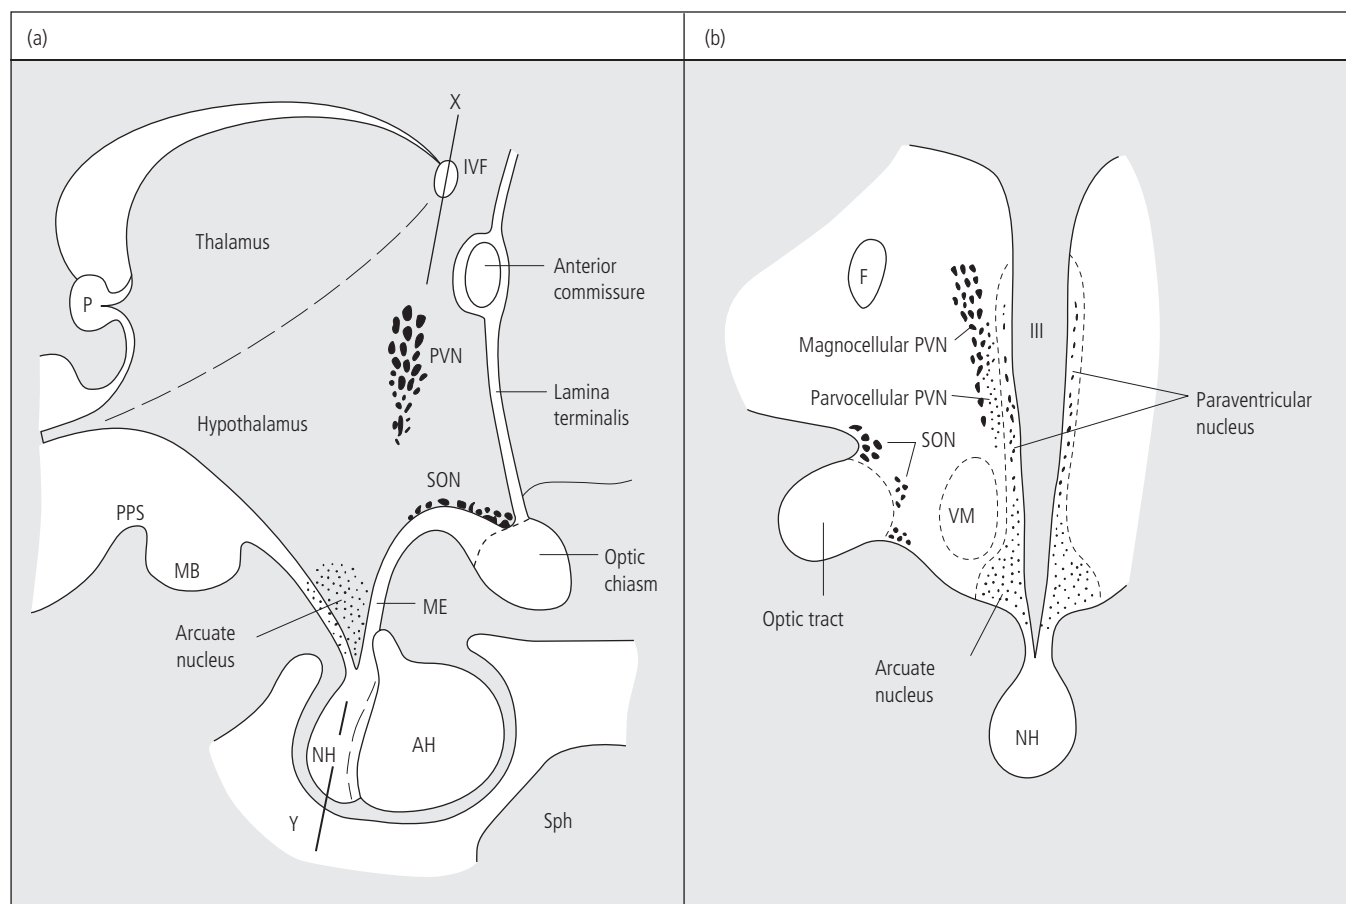 (a)
(b)
X
IVF
Thalamus
Anterior
commissure
P
PVN
Lamina
terminalis
Hypothalamus
SON
PPS
MB
Optic
chiasm
ME
Arcuate
nucleus
NH
AH
Y
Sph
F
III
Magnocellular PVN
Parvocellular PVN
Paraventricular
nucleus
SON
VM
Optic tract
Arcuate
nucleus
NH